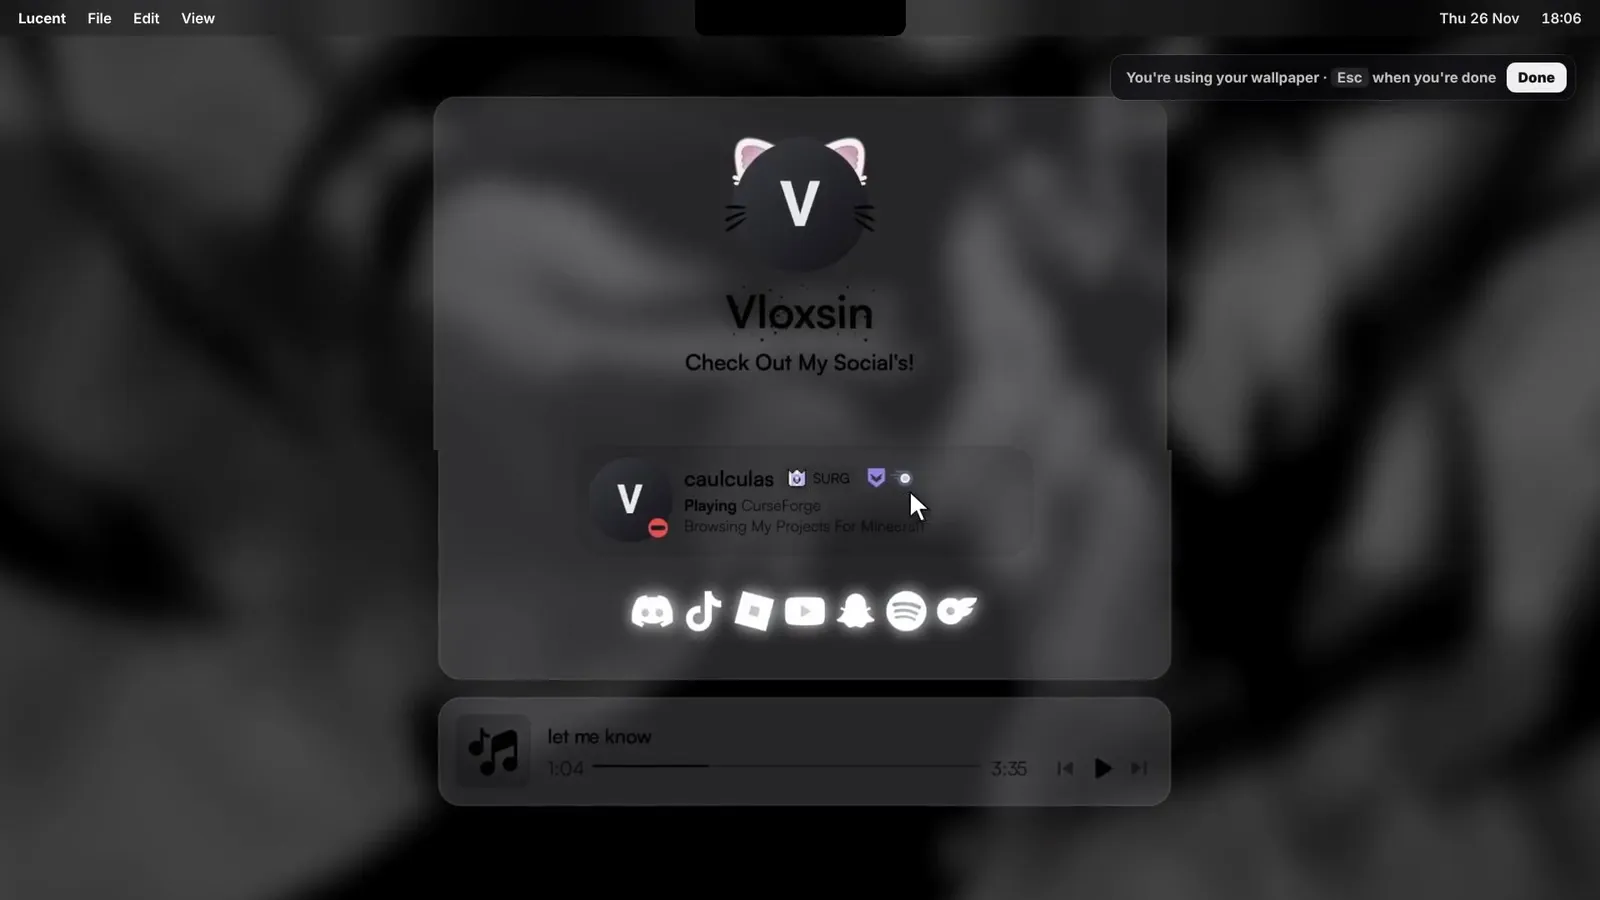 Lucent File Edit View
Thu 26 Nov 18:06
You're using your wallpaper · Esc when you're done Done
V
Vloxsin
Check Out My Social's!
V
caulculas SURG
Playing CurseForge
Browsing My Projects For Minecraft
let me know
1:04 3:35